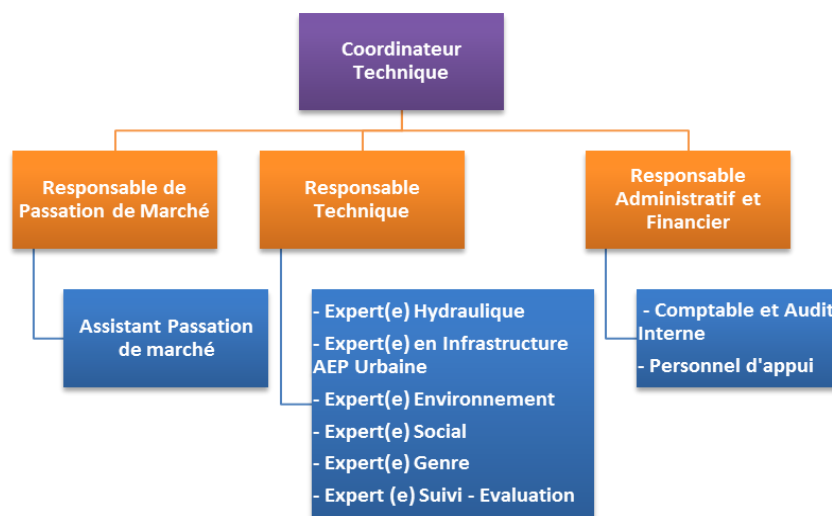 Coordinateur
Technique
Responsable de
Passation de Marché
Responsable
Technique
Responsable
Administratif et
Financier
Assistant Passation
de marché
- Expert(e) Hydraulique
- Expert(e) en Infrastructure
AEP Urbaine
- Expert(e) Environnement
- Expert(e) Social
- Expert(e) Genre
- Expert (e) Suivi - Evaluation
- Comptable et Audit
Interne
- Personnel d'appui